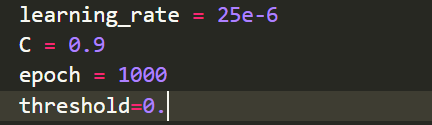 learning_rate = 25e-6
C = 0.9
epoch = 1000
threshold=0.